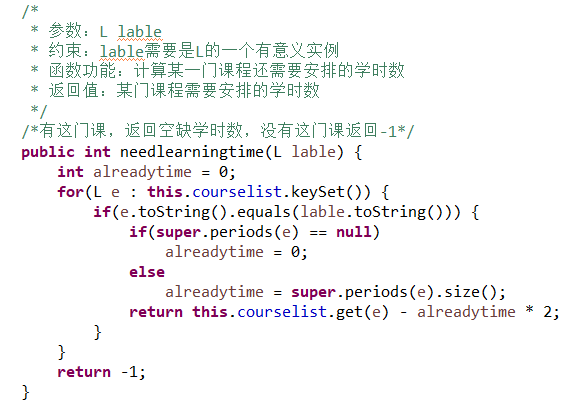 /*
 * 参数：L lable
 * 约束：lable需要是L的一个有意义实例
 * 函数功能：计算某一门课程还需要安排的学时数
 * 返回值：某门课程需要安排的学时数
 */
/*有这门课，返回空缺学时数，没有这门课返回-1*/
public int needlearningtime(L lable) {
    int alreadytime = 0;
    for(L e : this.courselist.keySet()) {
        if(e.toString().equals(lable.toString())) {
            if(super.periods(e) == null)
                alreadytime = 0;
            else
                alreadytime = super.periods(e).size();
            return this.courselist.get(e) - alreadytime * 2;
        }
    }
    return -1;
}